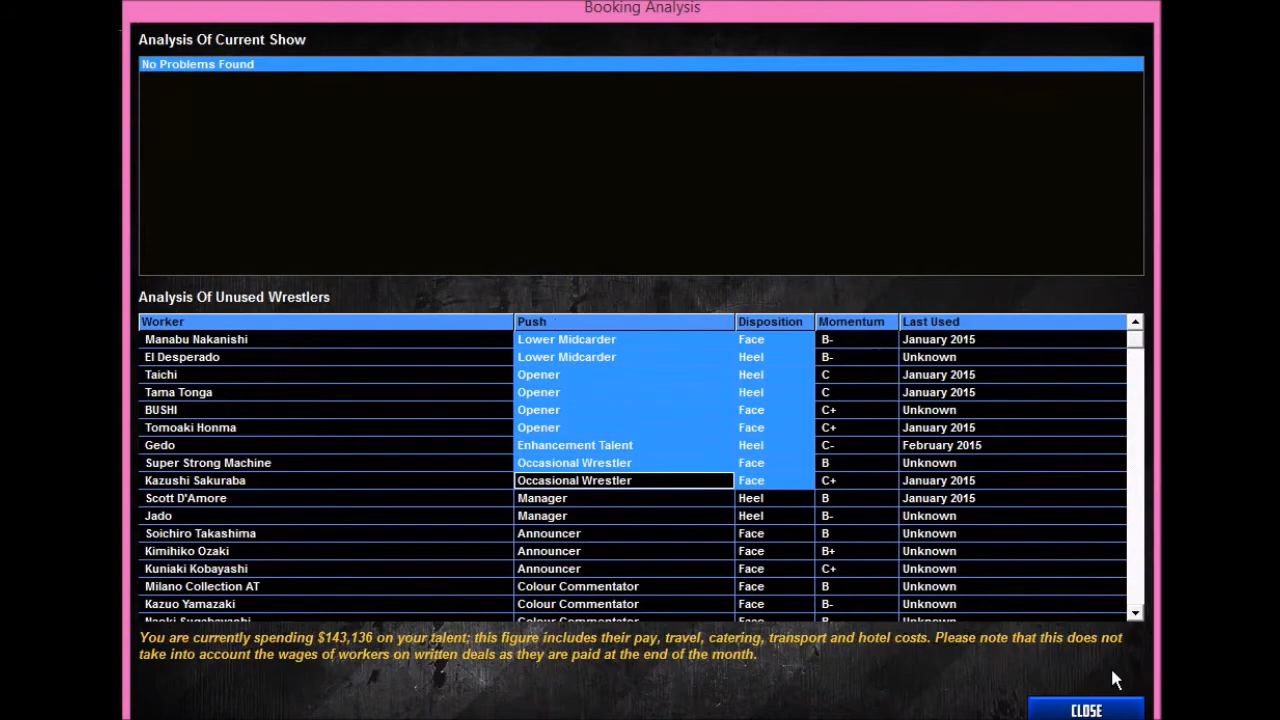 Booking Analysis
Analysis Of Current Show
No Problems Found
Analysis Of Unused Wrestlers
Worker Push Disposition Momentum Last Used
Manabu Nakanishi Lower Midcarder Face B- January 2015
El Desperado Lower Midcarder Heel B- Unknown
Taichi Opener Heel C January 2015
Tama Tonga Opener Heel C January 2015
BUSHI Opener Face C+ Unknown
Tomoaki Honma Opener Face C+ January 2015
Gedo Enhancement Talent Heel C- February 2015
Super Strong Machine Occasional Wrestler Face B Unknown
Kazushi Sakuraba Occasional Wrestler Face C+ January 2015
Scott D'Amore Manager Heel B January 2015
Jado Manager Heel B- Unknown
Soichiro Takashima Announcer Face B Unknown
Kimihiko Ozaki Announcer Face B+ Unknown
Kuniaki Kobayashi Announcer Face C+ Unknown
Milano Collection AT Colour Commentator Face B Unknown
Kazuo Yamazaki Colour Commentator Face B- Unknown
Colour Commentator Face Unknown
You are currently spending $143,136 on your talent; this figure includes their pay, travel, catering, transport and hotel costs. Please note that this does not
take into account the wages of workers on written deals as they are paid at the end of the month.
CLOSE